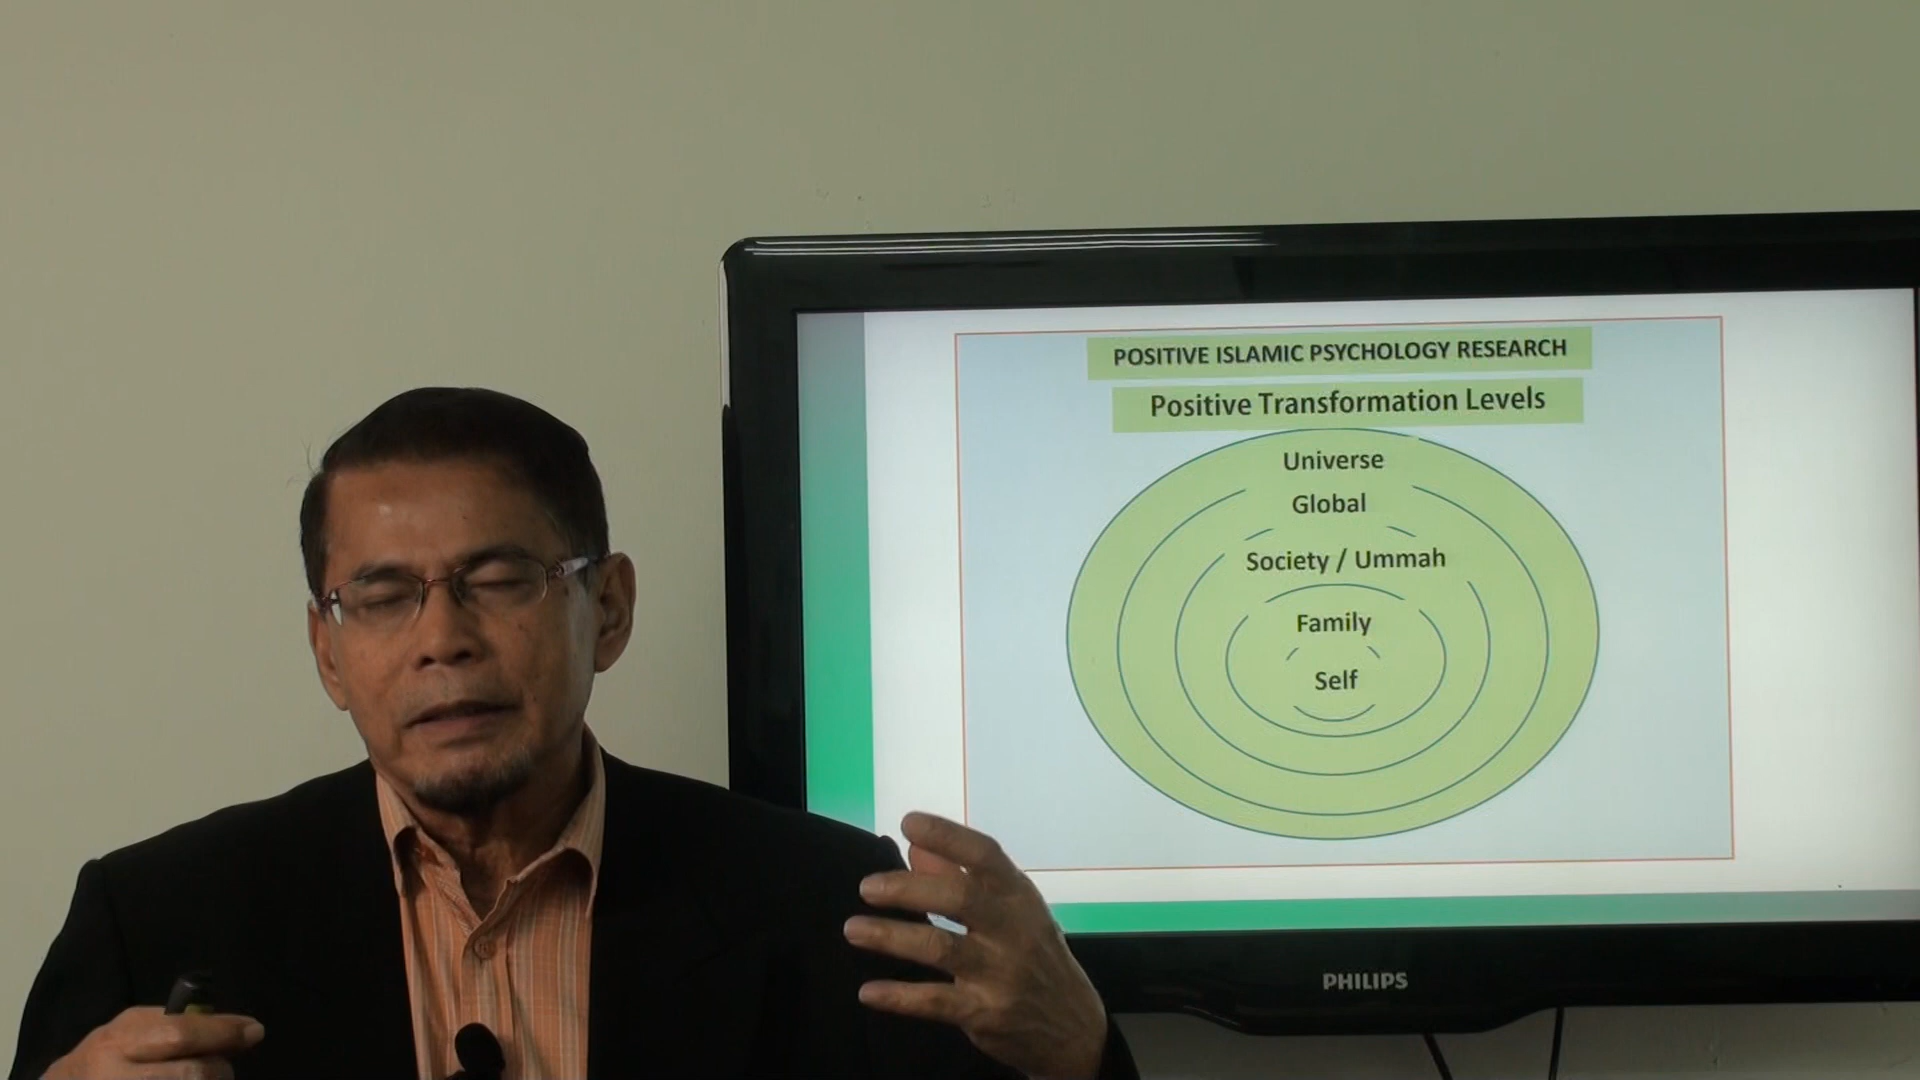 POSITIVE ISLAMIC PSYCHOLOGY RESEARCH
Positive Transformation Levels
Universe
Global
Society / Ummah
Family
Self
PHILIPS